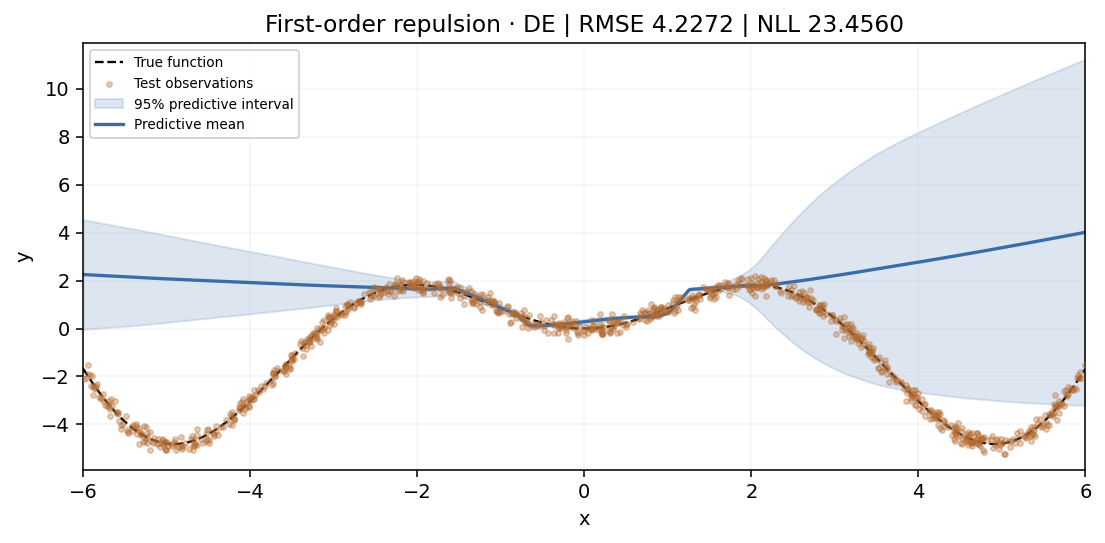 First-order repulsion · DE | RMSE 4.2272 | NLL 23.4560
True function
Test observations
95% predictive interval
Predictive mean
y
10
8
6
4
2
0
−2
−4
−6 −4 −2 0 2 4 6
x